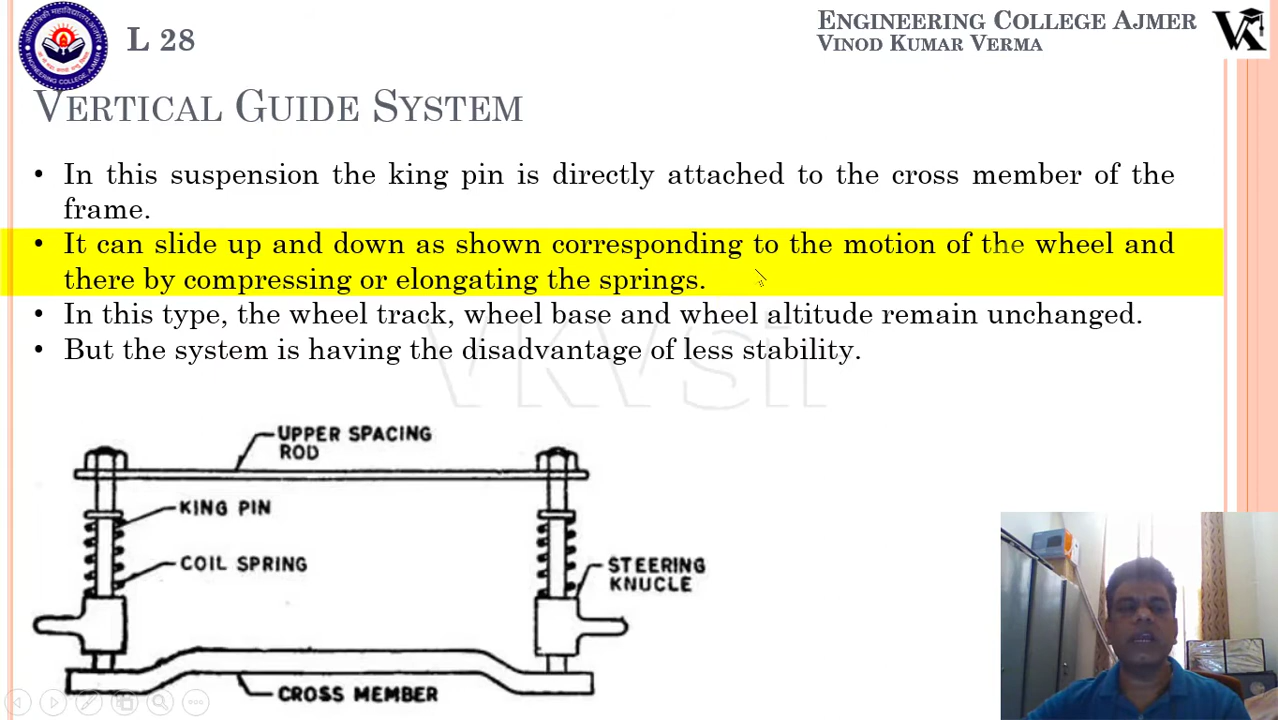 L 28
ENGINEERING COLLEGE AJMER
VINOD KUMAR VERMA
VERTICAL GUIDE SYSTEM
• In this suspension the king pin is directly attached to the cross member of the
frame.
• It can slide up and down as shown corresponding to the motion of the wheel and
there by compressing or elongating the springs.
• In this type, the wheel track, wheel base and wheel altitude remain unchanged.
• But the system is having the disadvantage of less stability.
VKVsir
UPPER SPACING
ROD
KING PIN
COIL SPRING
STEERING
KNUCLE
CROSS MEMBER